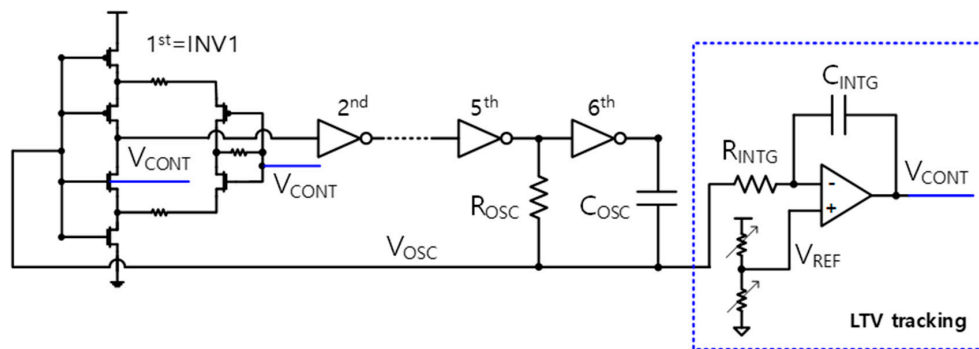 1st=INV1
2nd
5th
6th
CINTG
VCONT
VCONT
RINTG
VCONT
-
+
ROSC
COSC
VOSC
VREF
LTV tracking